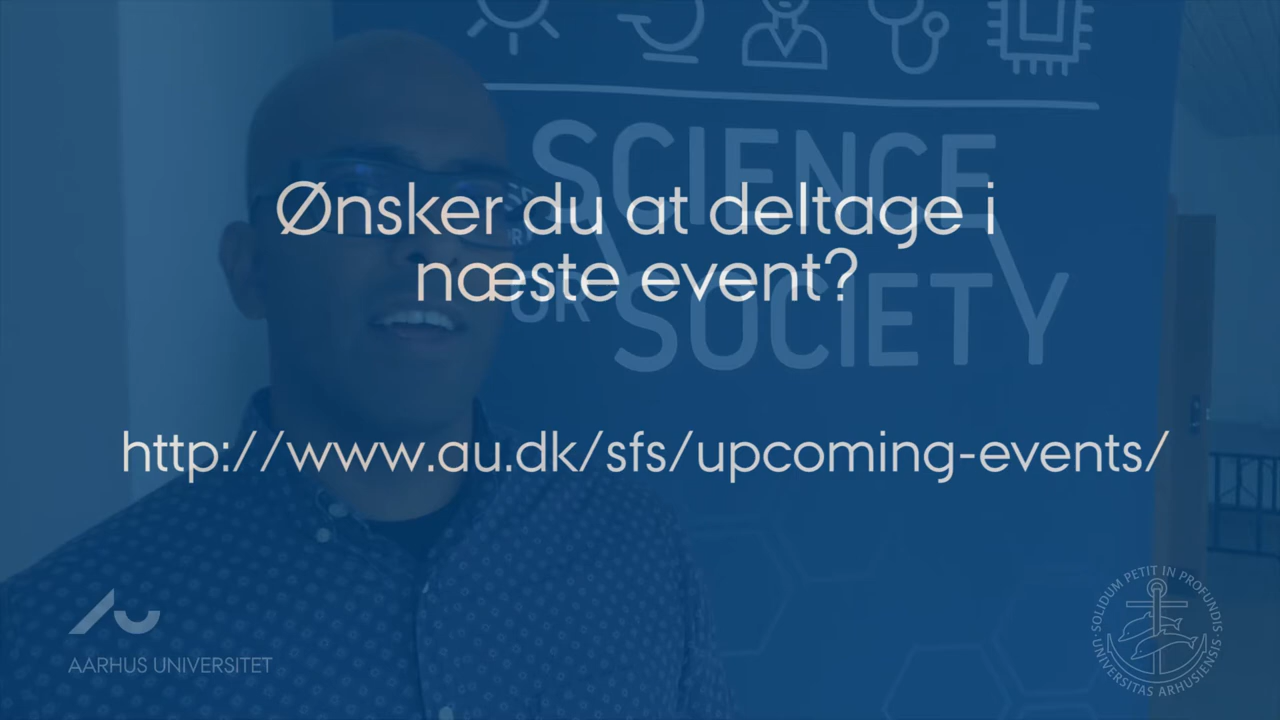 SCIENCE
FOR
SOCIETY
Ønsker du at deltage i
næste event?
http://www.au.dk/sfs/upcoming-events/
AARHUS UNIVERSITET
SOLIDUM PETIT IN PROFUNDIS
UNIVERSITAS ARHUSIENSIS